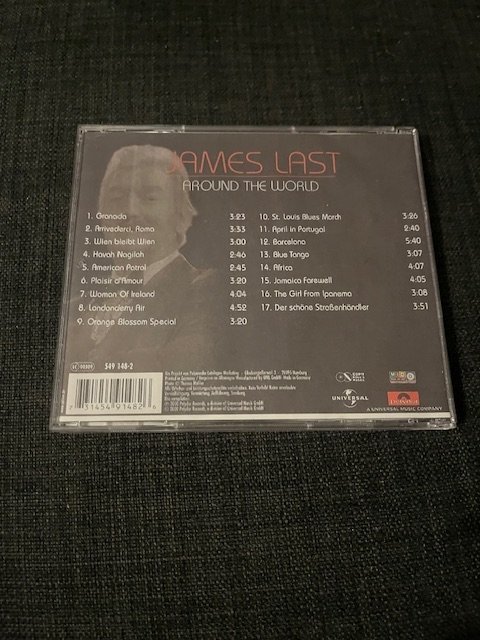 JAMES LAST
AROUND THE WORLD
1. Granada 3:23
2. Arrivederci, Roma 3:33
3. Wien bleibt Wien 3:00
4. Havah Nagilah 2:46
5. American Patrol 2:45
6. Plaisir d'Amour 3:20
7. Woman Of Ireland 4:04
8. Londonderry Air 4:52
9. Orange Blossom Special 3:20
10. St. Louis Blues March 3:26
11. April in Portugal 2:40
12. Barcelona 5:40
13. Blue Tango 3:07
14. Africa 4:07
15. Jamaica Farewell 4:05
16. The Girl From Ipanema 3:08
17. Der schöne Straßenhändler 3:51
LC 00309
549 148-2
7 31454 91482
UNIVERSAL
A UNIVERSAL MUSIC COMPANY